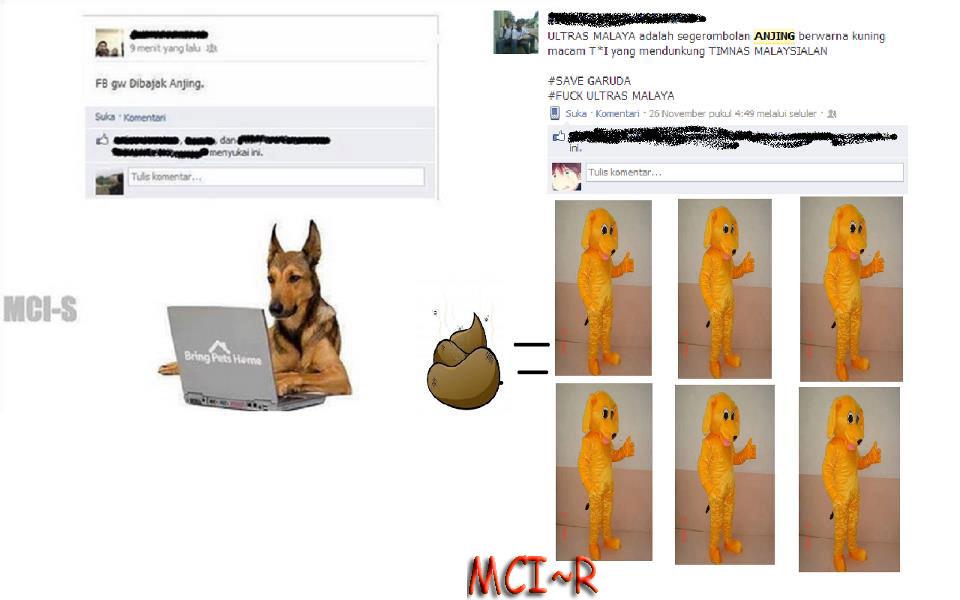 9 menit yang lalu
FB gw Dibajak Anjing.
Suka · Komentari
, dan
menyukai ini.
Tulis komentar...
ULTRAS MALAYA adalah segerombolan ANJING berwarna kuning
macam T*I yang mendunkung TIMNAS MALAYSIALAN
#SAVE GARUDA
#FUCK ULTRAS MALAYA
Suka · Komentari · 26 November pukul 4:49 melalui seluler ·
ini.
Tulis komentar...
MCI-S
Bring Pets Home
MCI~R